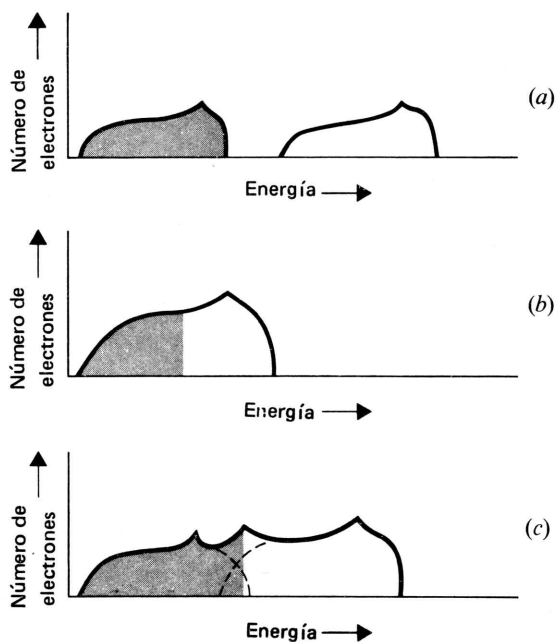 Número de
electrones
(a)
Energía
Número de
electrones
(b)
Energía
Número de
electrones
(c)
Energía